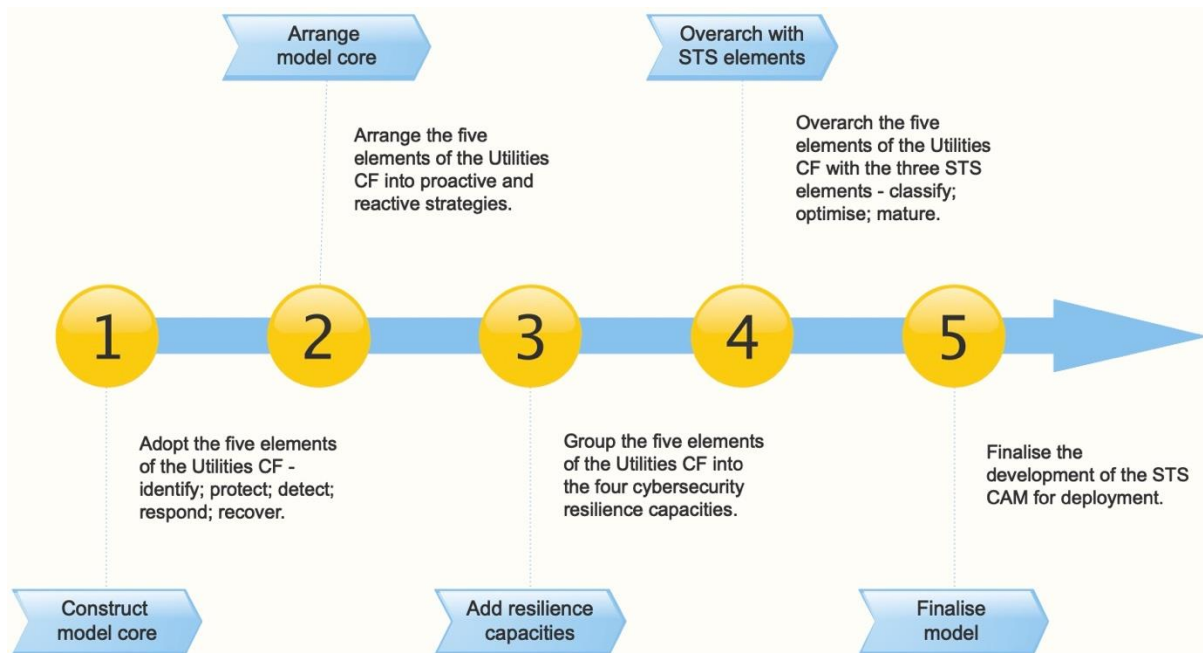 Arrange
model core
Overarch with
STS elements
Arrange the five
elements of the Utilities
CF into proactive and
reactive strategies.
Overarch the five
elements of the Utilities
CF with the three STS
elements - classify;
optimise; mature.
1
2
3
4
5
Adopt the five elements
of the Utilities CF -
identify; protect; detect;
respond; recover.
Group the five elements
of the Utilities CF into
the four cybersecurity
resilience capacities.
Finalise the
development of the STS
CAM for deployment.
Construct
model core
Add resilience
capacities
Finalise
model